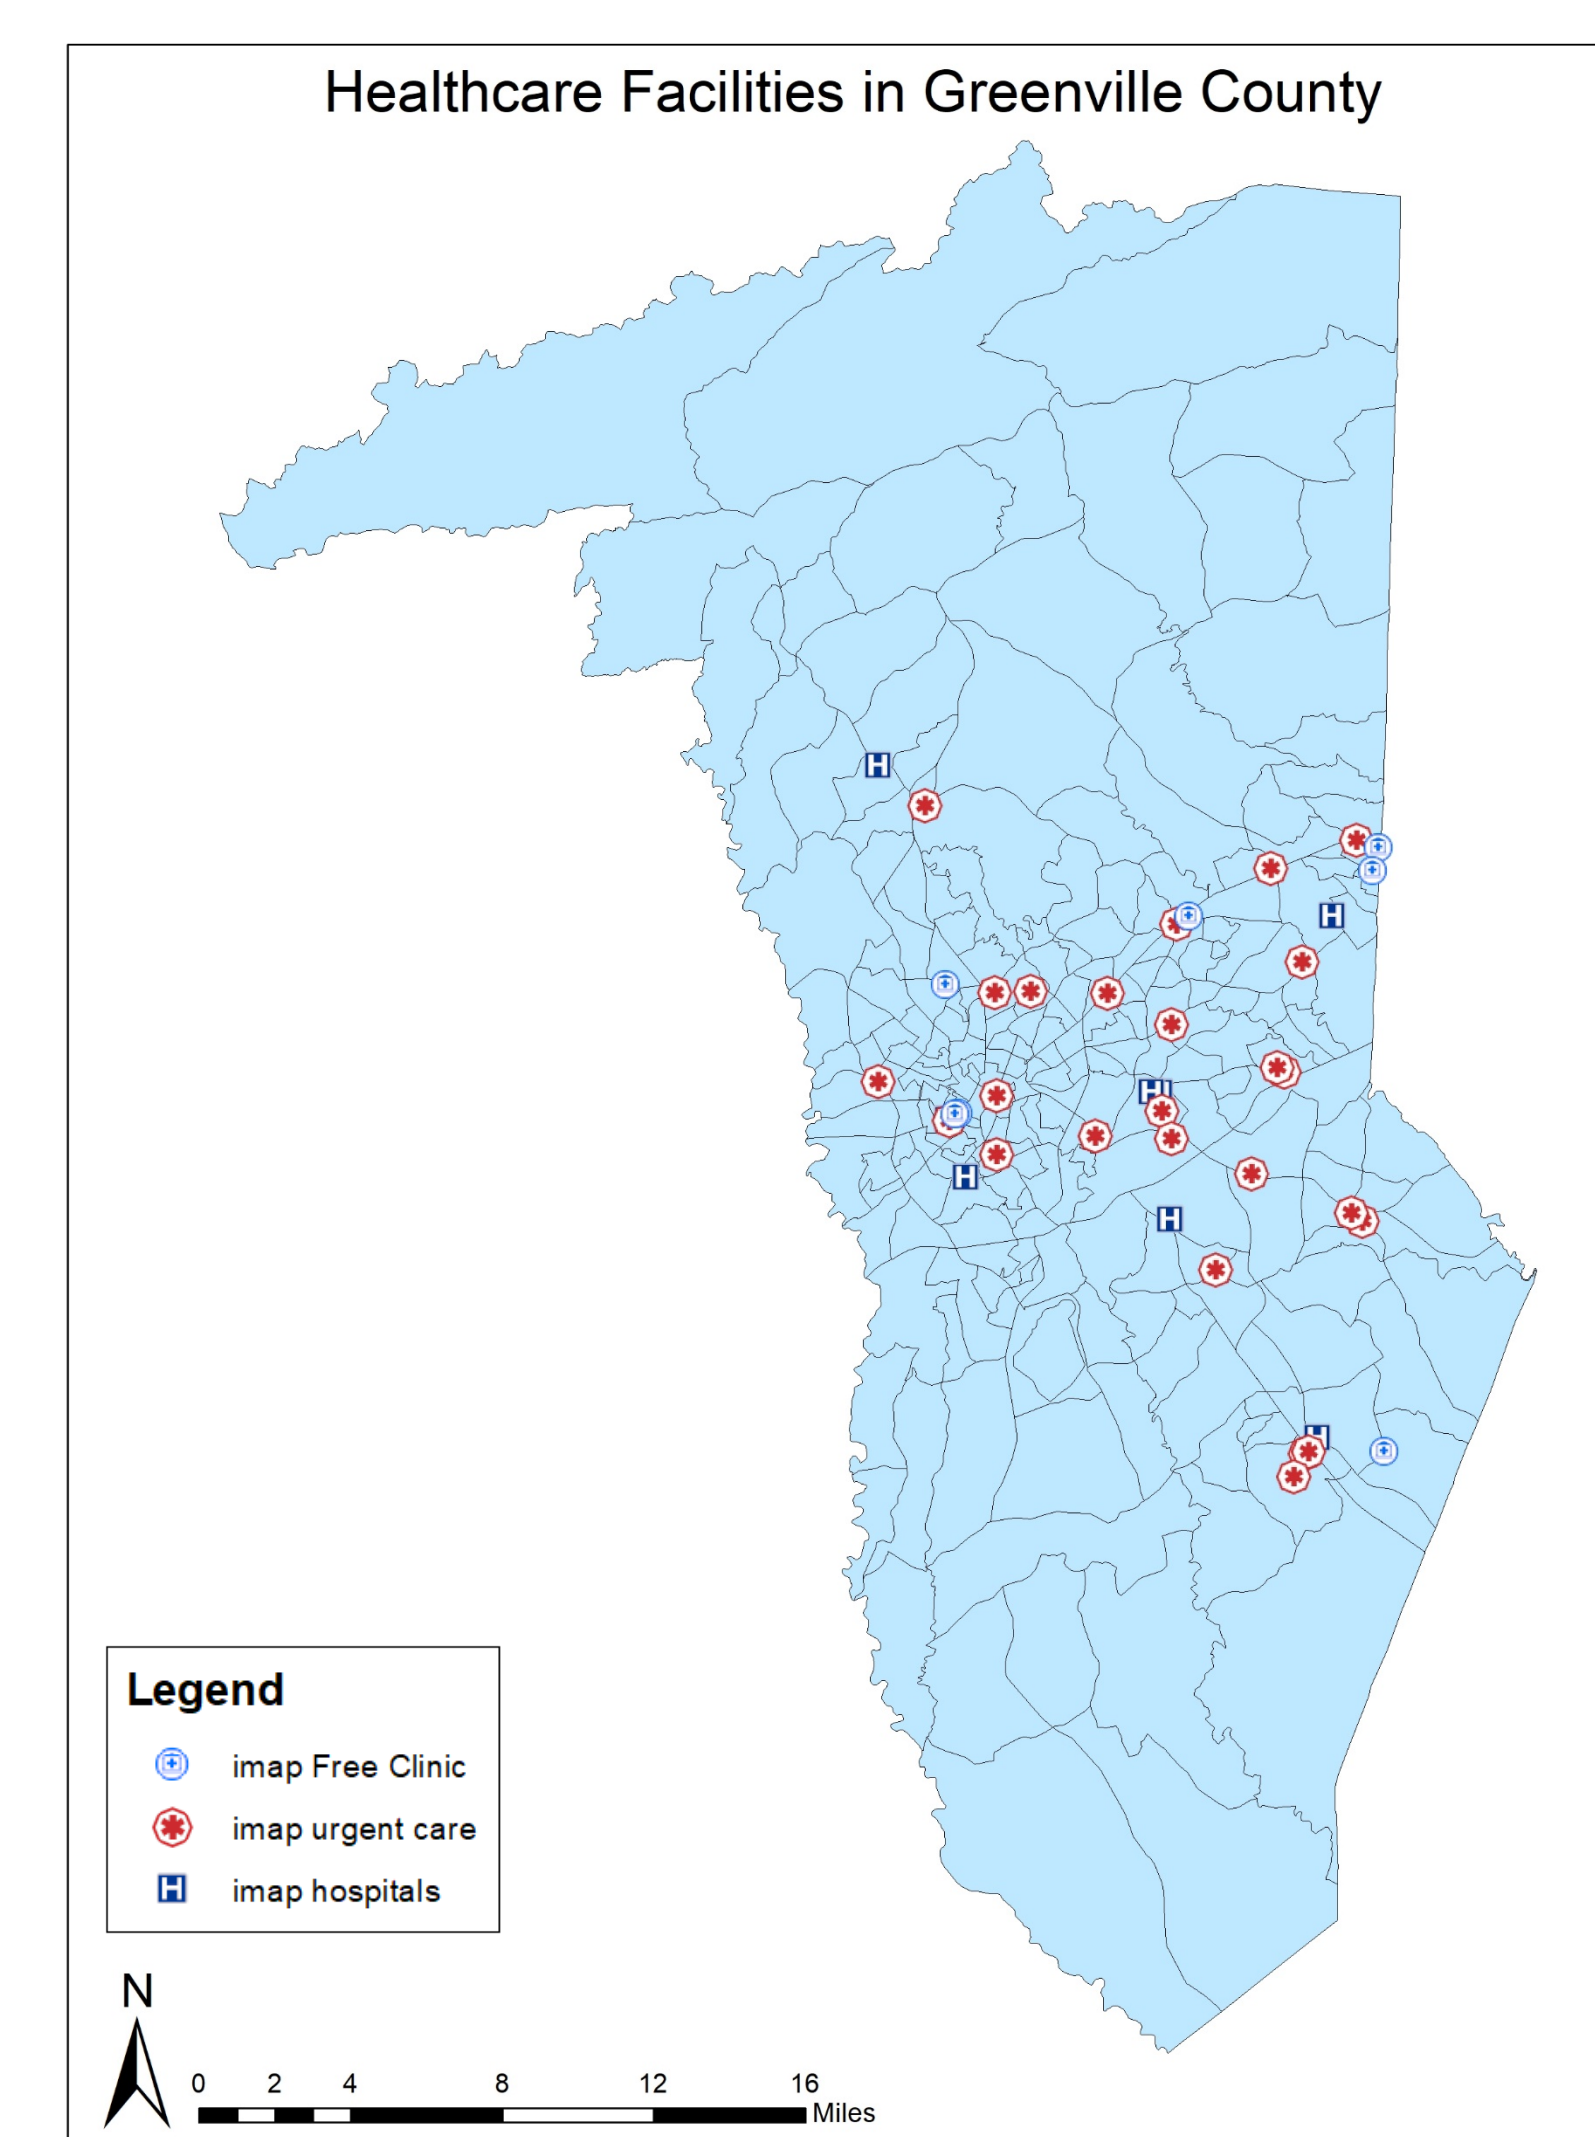 Healthcare Facilities in Greenville County
H
H
H
H
H
H
Legend
imap Free Clinic
imap urgent care
H imap hospitals
N
0 2 4 8 12 16
Miles